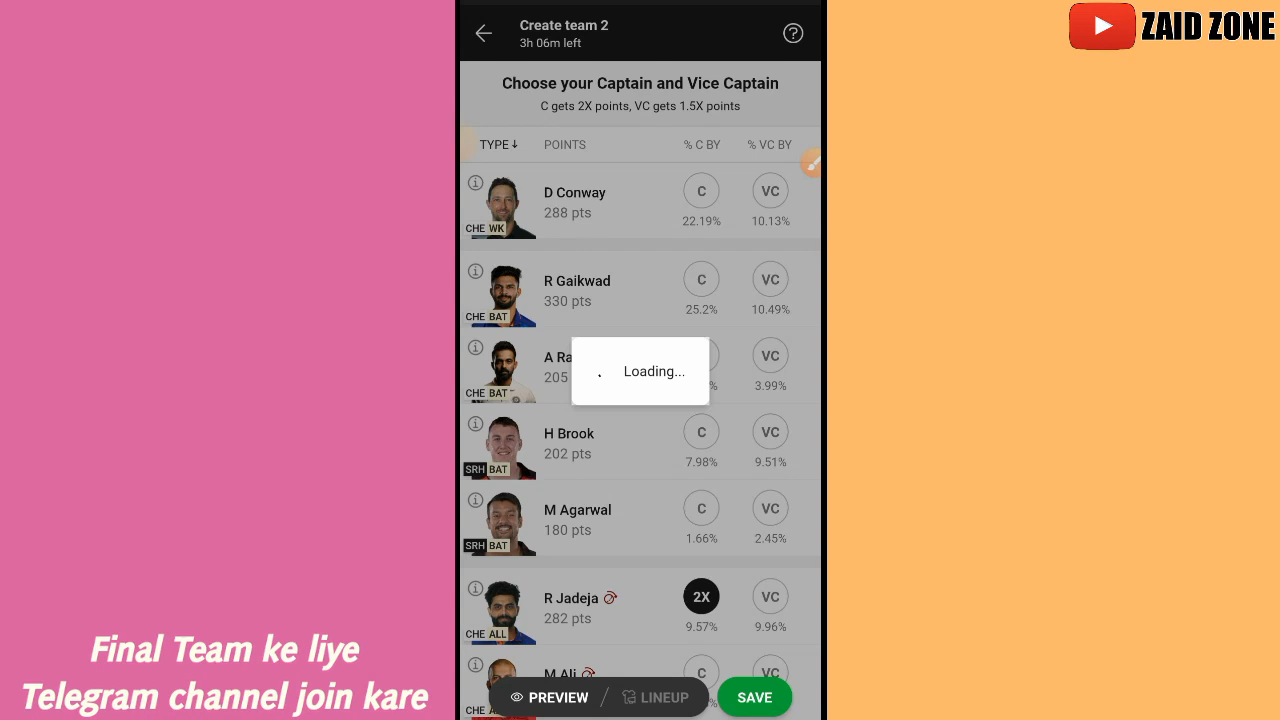 ZAID ZONE
Create team 2
3h 06m left
Choose your Captain and Vice Captain
C gets 2X points, VC gets 1.5X points
TYPE↓ POINTS % C BY % VC BY
D Conway C VC
288 pts
CHE WK 22.19% 10.13%
R Gaikwad C VC
330 pts
CHE BAT 25.2% 10.49%
A Ra VC
205
CHE BAT % 3.99%
Loading...
H Brook C VC
202 pts
SRH BAT 7.98% 9.51%
M Agarwal C VC
180 pts
SRH BAT 1.66% 2.45%
R Jadeja 2X VC
282 pts
CHE ALL 9.57% 9.96%
M Ali C VC
CHE
PREVIEW / LINEUP SAVE
Final Team ke liye
Telegram channel join kare